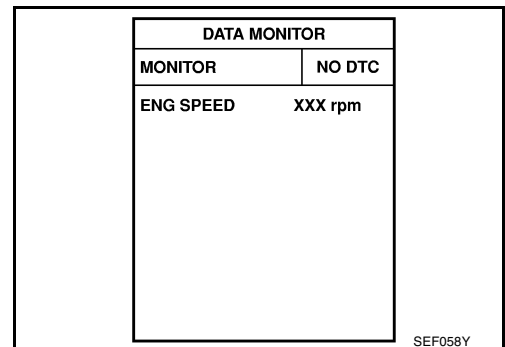 DATA MONITOR
MONITOR NO DTC
ENG SPEED XXX rpm
SEF058Y